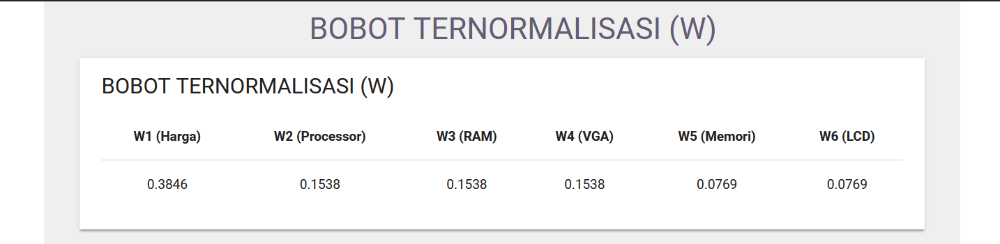 BOBOT TERNORMALISASI (W)
BOBOT TERNORMALISASI (W)
W1 (Harga) W2 (Processor) W3 (RAM) W4 (VGA) W5 (Memori) W6 (LCD)
0.3846 0.1538 0.1538 0.1538 0.0769 0.0769